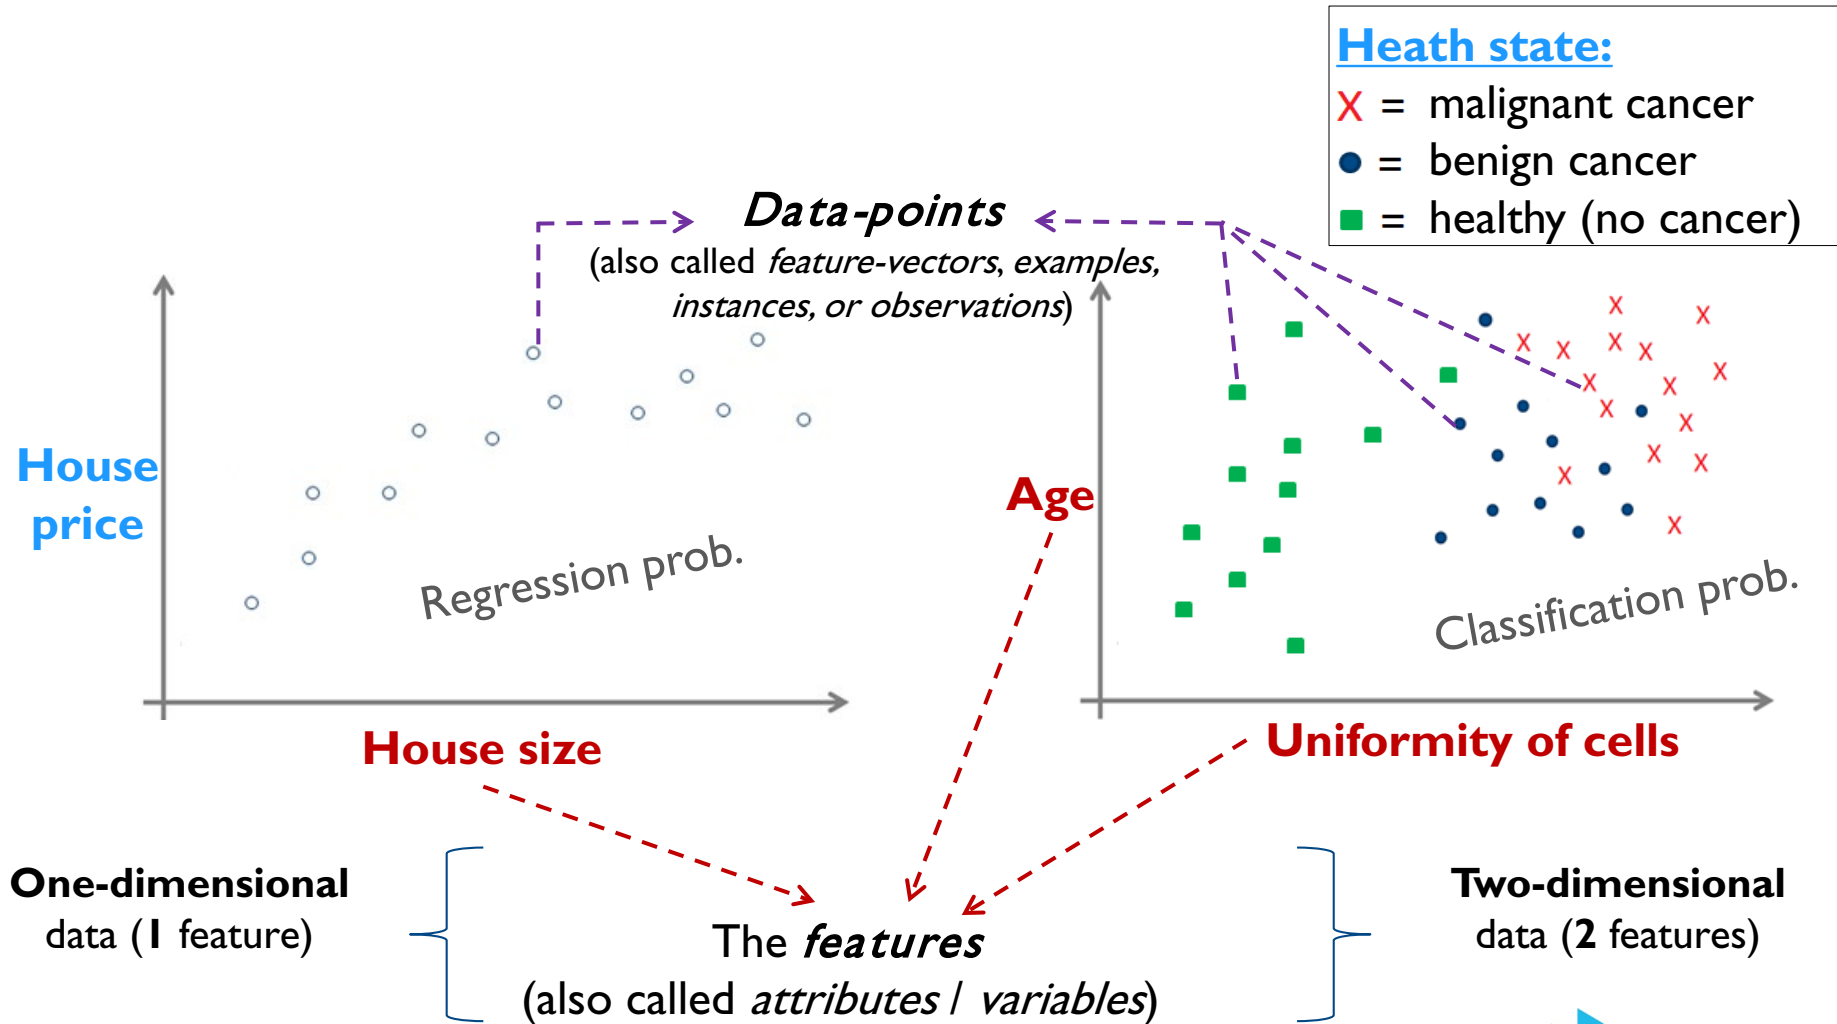 Heath state:
X = malignant cancer
= benign cancer
= healthy (no cancer)
Data-points
(also called feature-vectors, examples,
instances, or observations)
House
price
Regression prob.
House size
Age
Classification prob.
Uniformity of cells
One-dimensional
data (1 feature)
The features
(also called attributes / variables)
Two-dimensional
data (2 features)